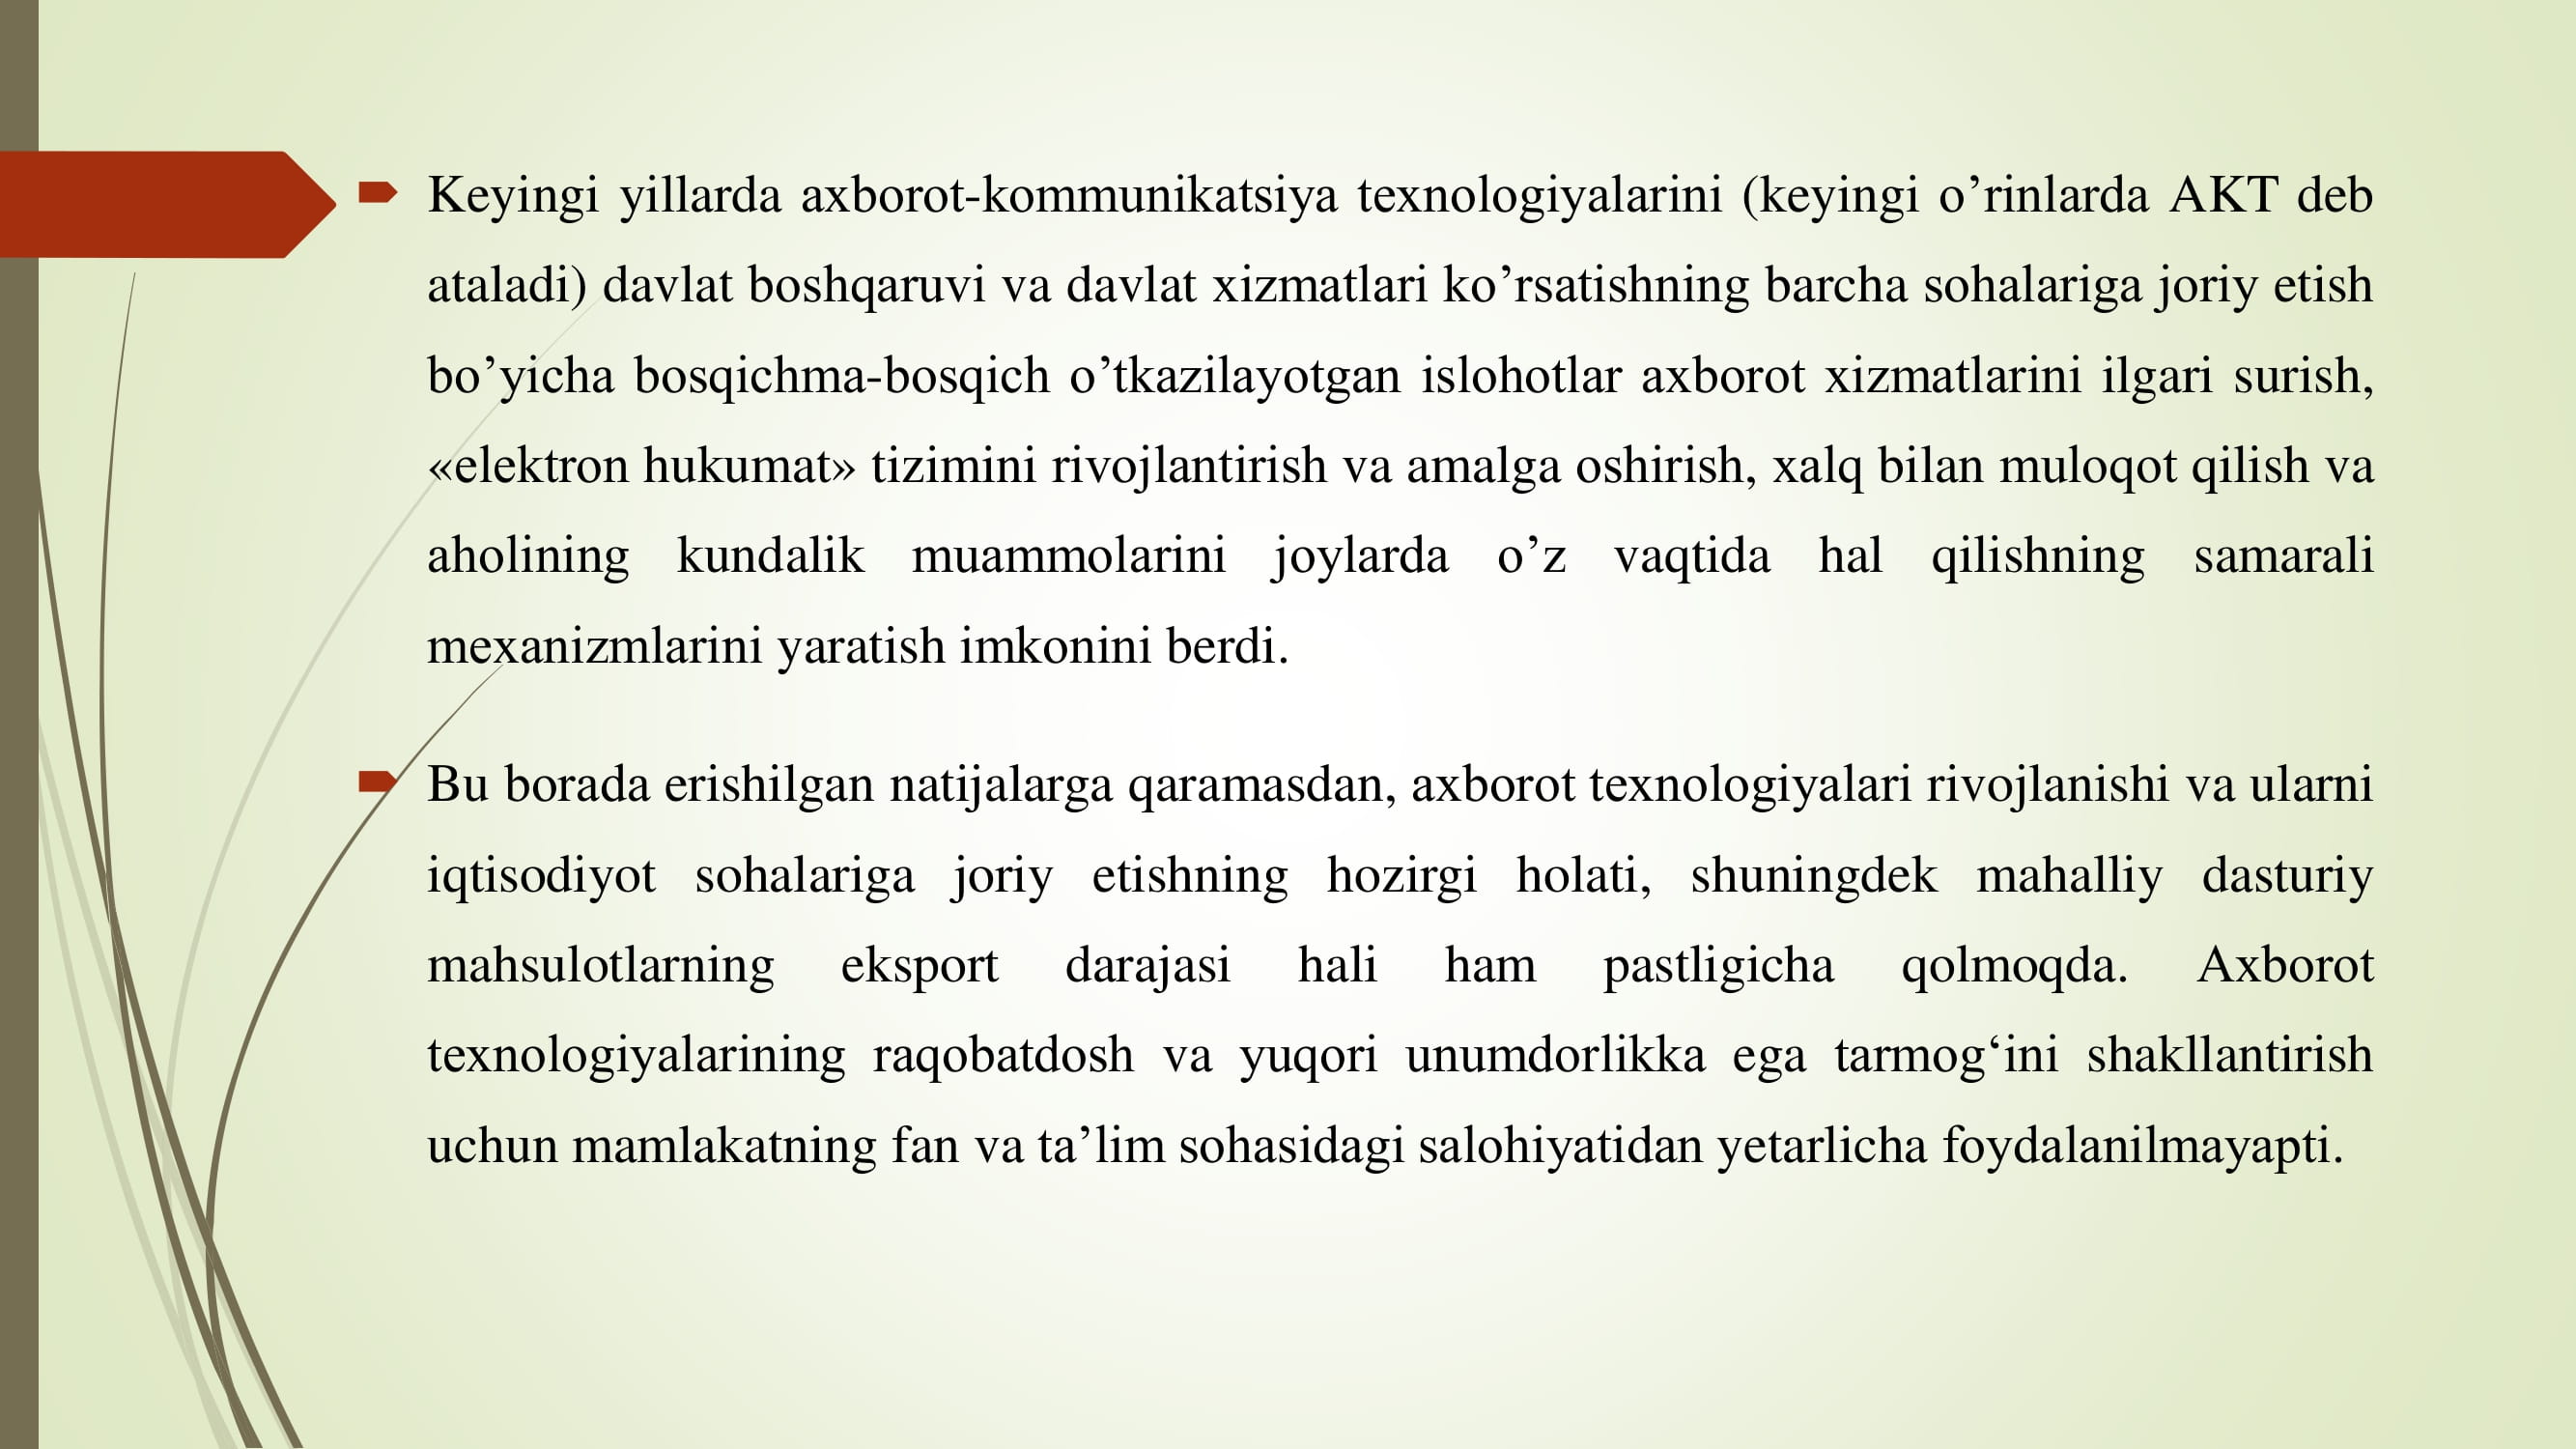 Keyingi yillarda axborot-kommunikatsiya texnologiyalarini (keyingi o’rinlarda AKT deb
ataladi) davlat boshqaruvi va davlat xizmatlari ko’rsatishning barcha sohalariga joriy etish
bo’yicha bosqichma-bosqich o’tkazilayotgan islohotlar axborot xizmatlarini ilgari surish,
«elektron hukumat» tizimini rivojlantirish va amalga oshirish, xalq bilan muloqot qilish va
aholining kundalik muammolarini joylarda o’z vaqtida hal qilishning samarali
mexanizmlarini yaratish imkonini berdi.
Bu borada erishilgan natijalarga qaramasdan, axborot texnologiyalari rivojlanishi va ularni
iqtisodiyot sohalariga joriy etishning hozirgi holati, shuningdek mahalliy dasturiy
mahsulotlarning eksport darajasi hali ham pastligicha qolmoqda. Axborot
texnologiyalarining raqobatdosh va yuqori unumdorlikka ega tarmog‘ini shakllantirish
uchun mamlakatning fan va ta’lim sohasidagi salohiyatidan yetarlicha foydalanilmayapti.